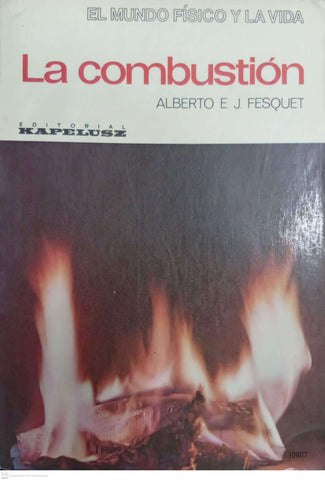 EL MUNDO FÍSICO Y LA VIDA
La combustión
ALBERTO E. J. FESQUET
EDITORIAL
KAPELUSZ
10807